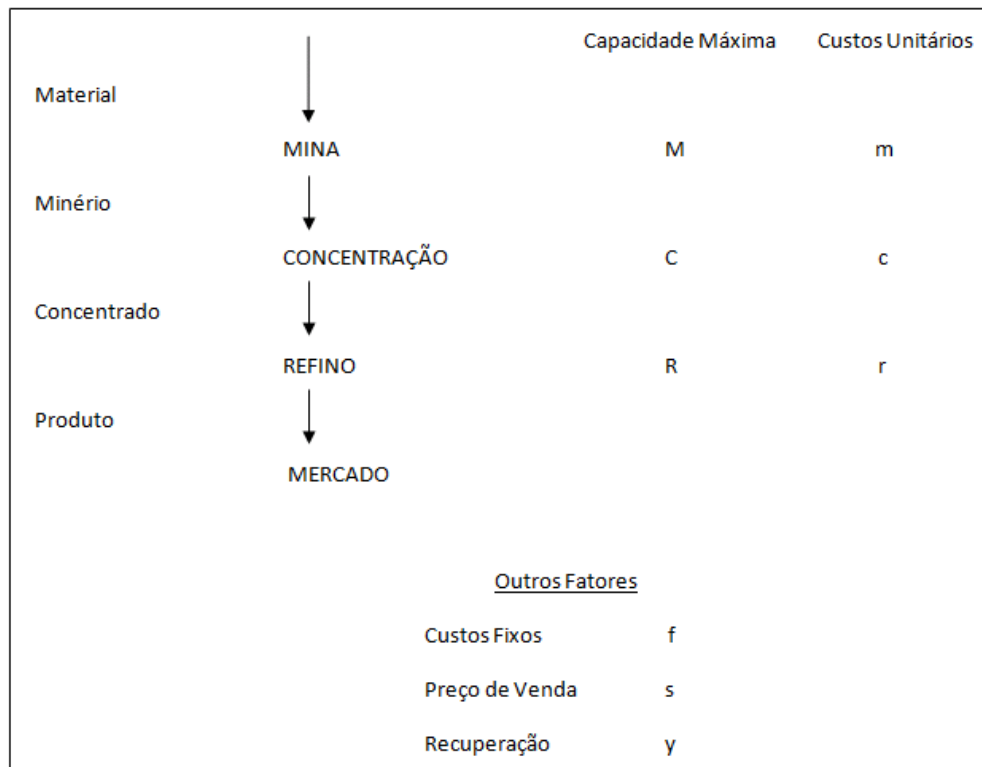 Capacidade Máxima Custos Unitários
Material
MINA M m
Minério
CONCENTRAÇÃO C c
Concentrado
REFINO R r
Produto
MERCADO
Outros Fatores
Custos Fixos f
Preço de Venda s
Recuperação y